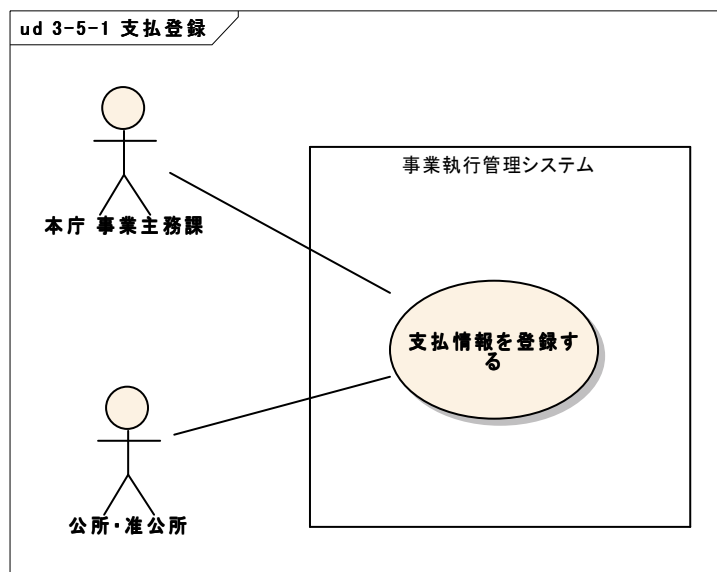 ud 3-5-1 支払登録
事業執行管理システム
本庁 事業主務課
支払情報を登録す
る
公所・准公所